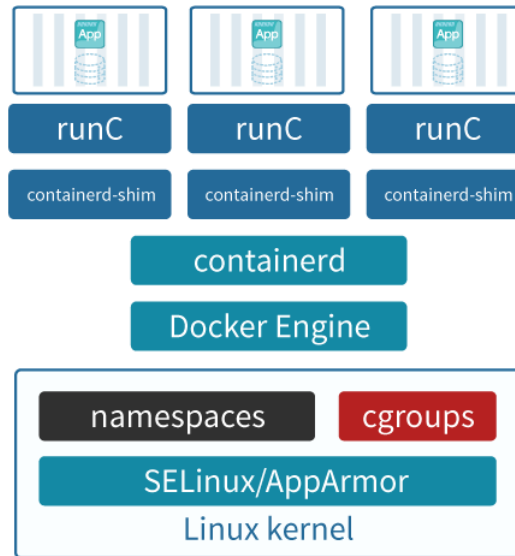 App App App
runC runC runC
containerd-shim containerd-shim containerd-shim
containerd
Docker Engine
namespaces cgroups
SELinux/AppArmor
Linux kernel